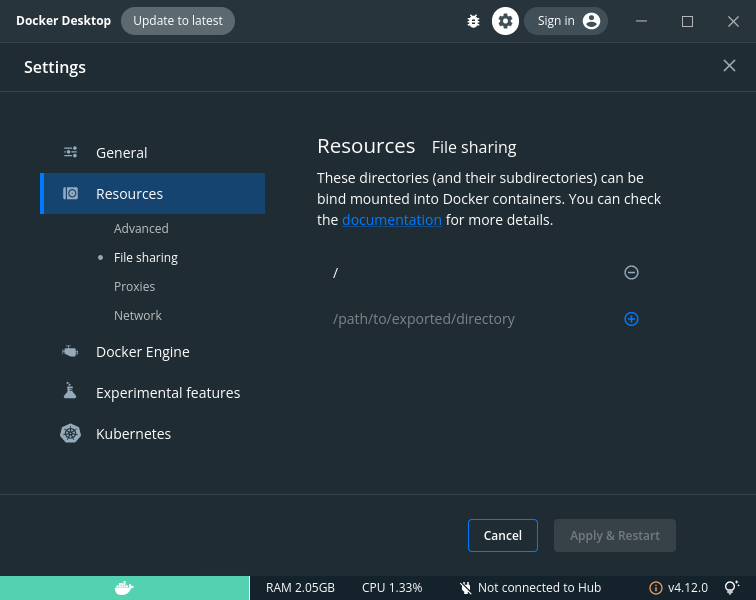 Docker Desktop Update to latest Sign in
Settings
General
Resources
Advanced
File sharing
Proxies
Network
Docker Engine
Experimental features
Kubernetes
Resources File sharing
These directories (and their subdirectories) can be
bind mounted into Docker containers. You can check
the documentation for more details.
/
/path/to/exported/directory
Cancel Apply & Restart
RAM 2.05GB CPU 1.33% Not connected to Hub v4.12.0